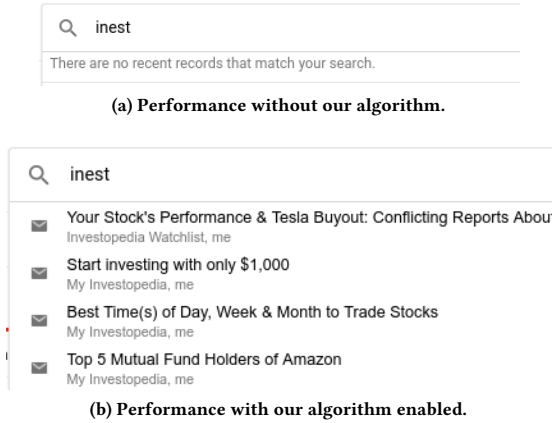 inest
There are no recent records that match your search.
(a) Performance without our algorithm.
inest
Your Stock's Performance & Tesla Buyout: Conflicting Reports Abou
Investopedia Watchlist, me
Start investing with only $1,000
My Investopedia, me
Best Time(s) of Day, Week & Month to Trade Stocks
My Investopedia, me
Top 5 Mutual Fund Holders of Amazon
My Investopedia, me
(b) Performance with our algorithm enabled.